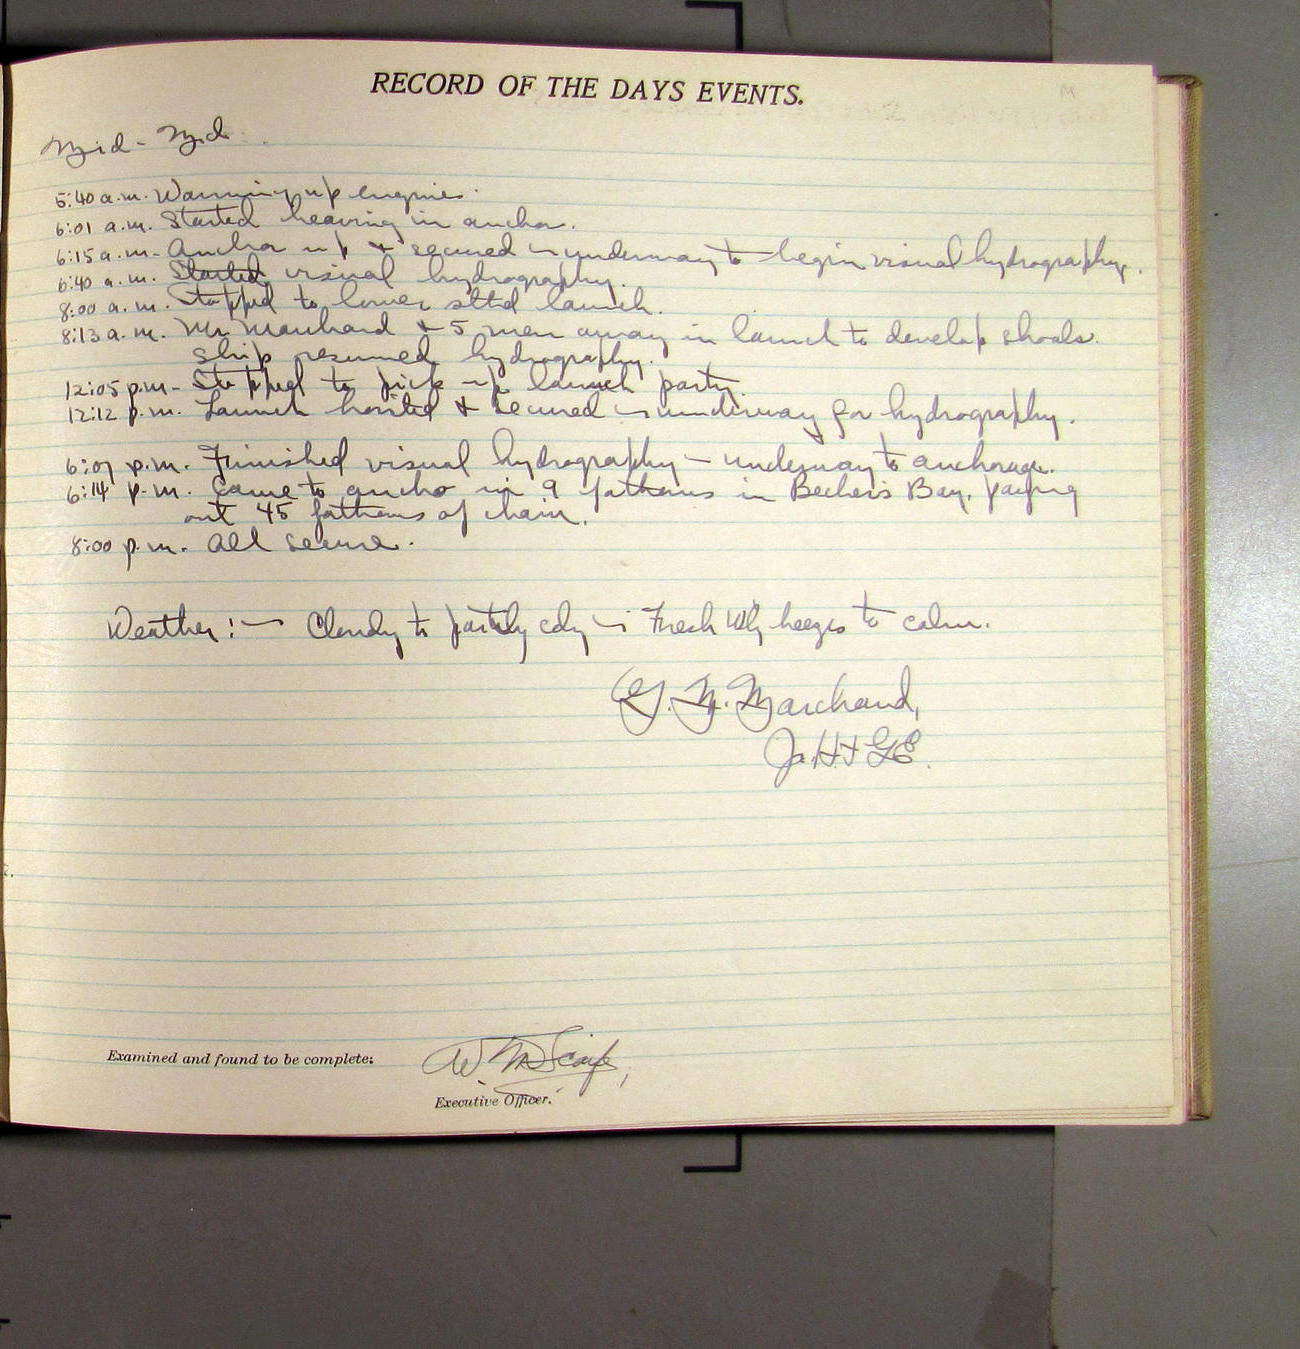 RECORD OF THE DAYS EVENTS.
Mid - Mid
5:40 a.m. Warming up engines.
6:01 a.m. Started heaving in anchor.
6:15 a.m. - Anchor up & secured - underway to begin visual hydrography.
6:40 a.m. Started visual hydrography.
8:00 a.m. Stopped to lower stbd launch.
8:13 a.m. Mr Marchand & 5 men away in launch to develop shoals.
Ship resumed hydrography.
12:05 p.m. - Stopped to pick up launch party.
12:12 p.m. Launch hoisted & secured - underway for hydrography.
6:07 p.m. Finished visual hydrography - underway to anchorage.
6:14 p.m. Came to anchor in 9 fathoms in Becher's Bay, paying
out 45 fathoms of chain.
8:00 p.m. All secure.
Weather: - Cloudy to partly cdy - Fresh Wly breezes to calm.
Marchand,
Jr. H & GE.
Examined and found to be complete:
W. M. Scaife,
Executive Officer.